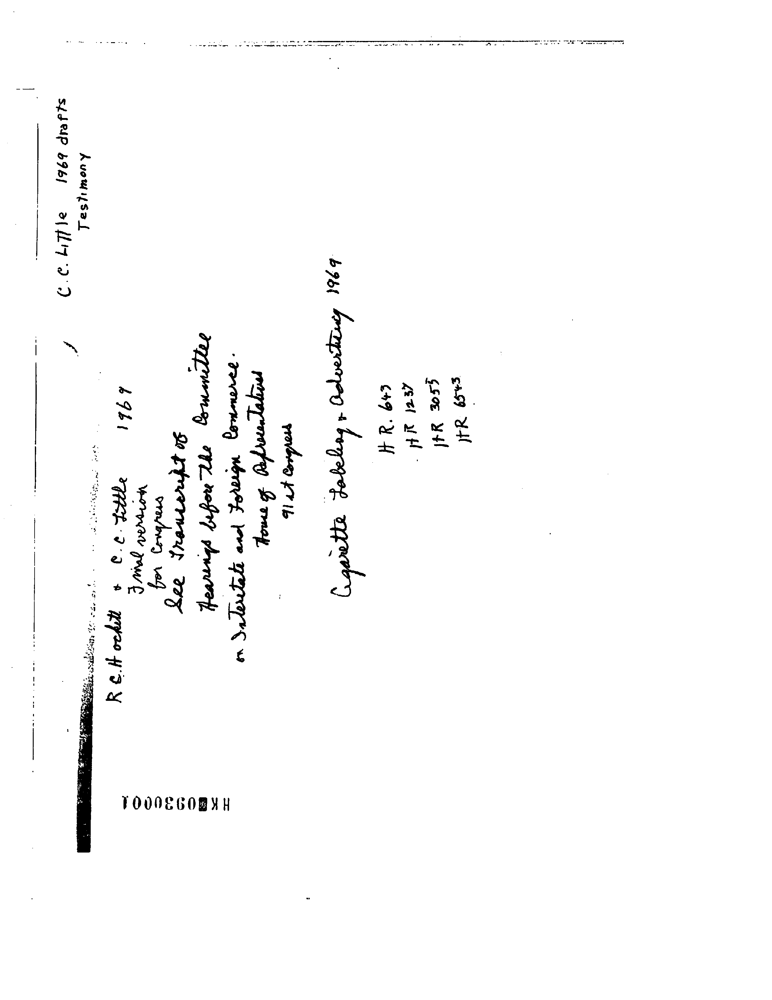 C.C. Little 1969 drafts
Testimony
R C. Hockett & C.C. Little 1969
Final version
for Congress
See Transcript of
Hearings before the Committee
on Interstate and Foreign Commerce.
House of Representatives
91st Congress
Cigarette Labeling & Advertising 1969
HR. 643
HR 1237
HR 3055
HR 6543
HK0930001